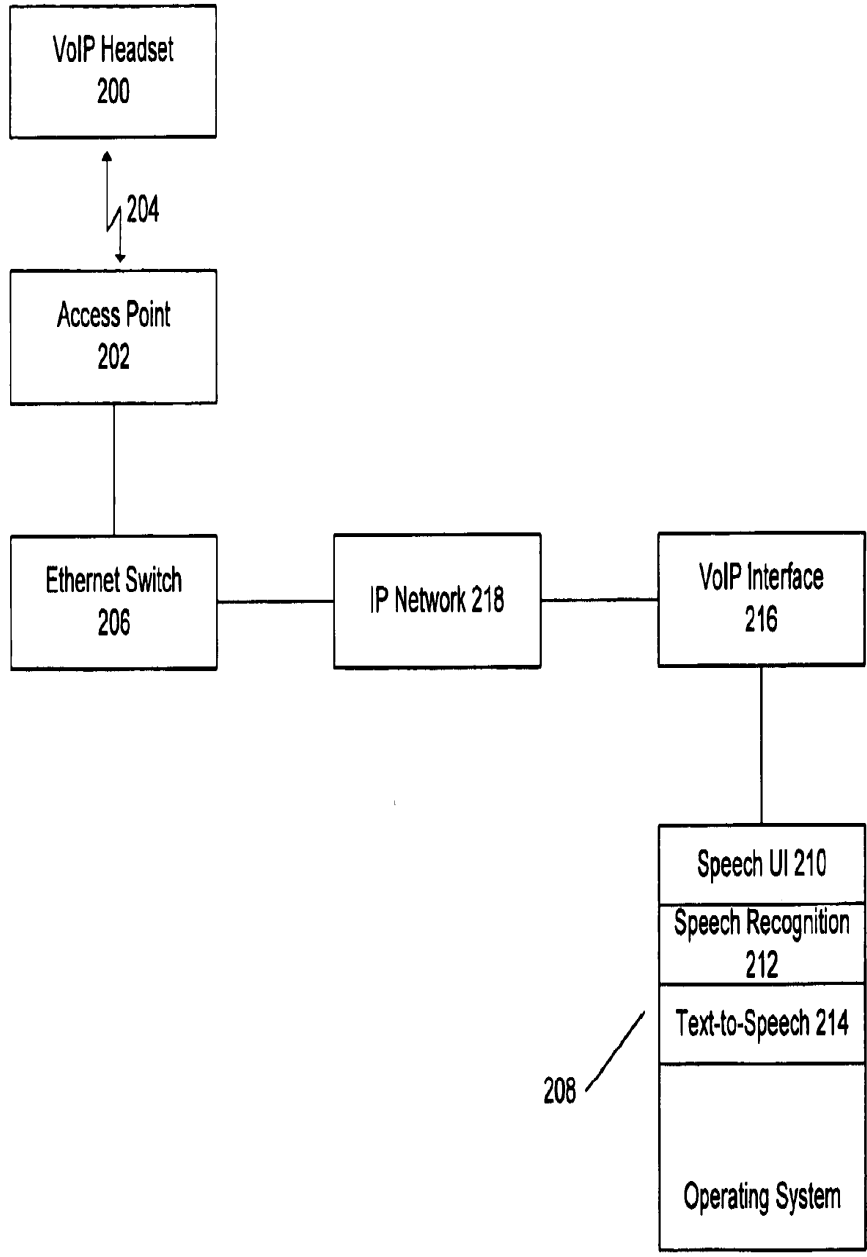 VoIP Headset
200
204
Access Point
202
Ethernet Switch
206
IP Network 218
VoIP Interface
216
Speech UI 210
Speech Recognition
212
Text-to-Speech 214
208
Operating System